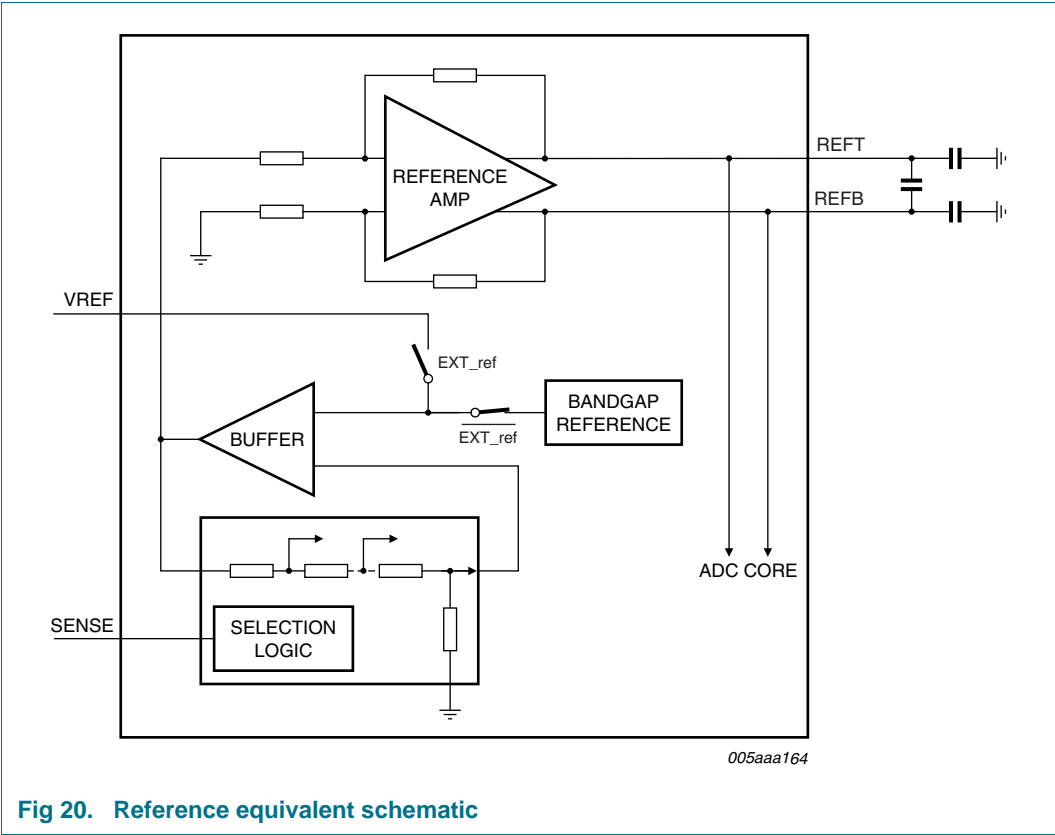 REFT
REFERENCE
AMP
REFB
VREF
EXT_ref
BANDGAP
REFERENCE
EXT_ref
BUFFER
ADC CORE
SENSE
SELECTION
LOGIC
005aaa164
Fig 20. Reference equivalent schematic